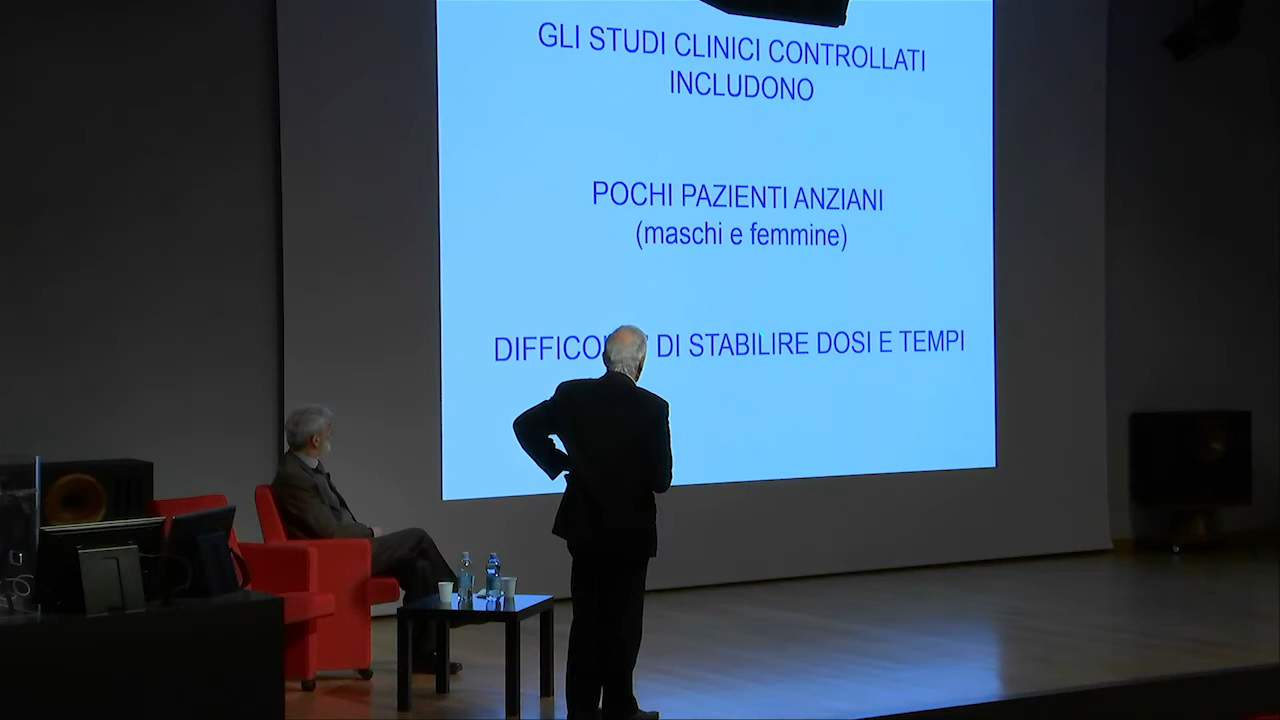 GLI STUDI CLINICI CONTROLLATI
INCLUDONO
POCHI PAZIENTI ANZIANI
(maschi e femmine)
DI STABILIRE DOSI E TEMPI